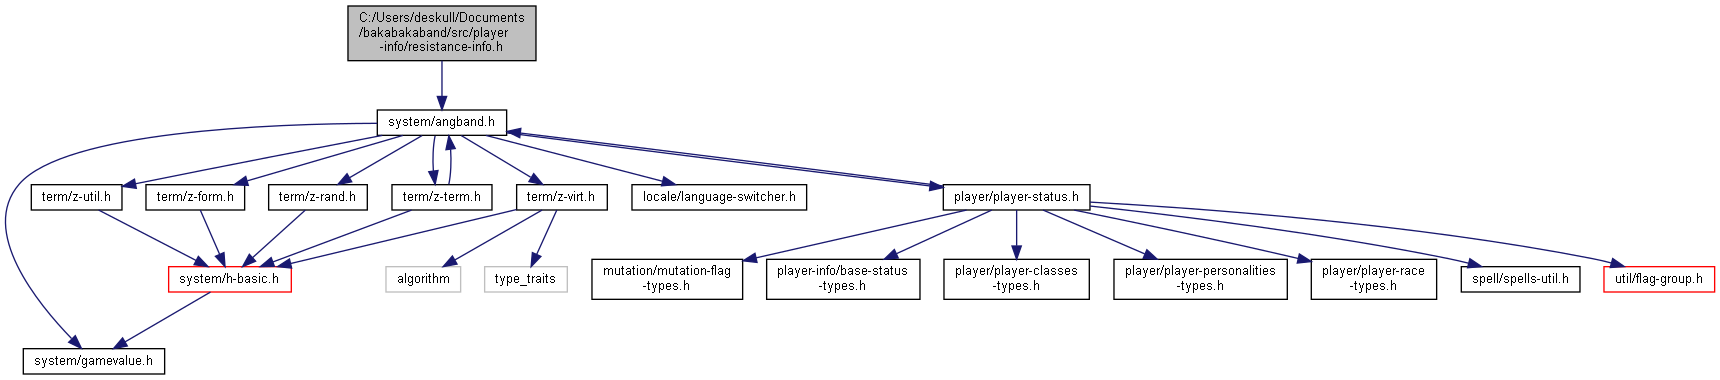 C:/Users/deskull/Documents
/bakabakaband/src/player
-info/resistance-info.h
system/angband.h
term/z-util.h
term/z-form.h
term/z-rand.h
term/z-term.h
term/z-virt.h
locale/language-switcher.h
player/player-status.h
system/h-basic.h
algorithm
type_traits
mutation/mutation-flag
-types.h
player-info/base-status
-types.h
player/player-classes
-types.h
player/player-personalities
-types.h
player/player-race
-types.h
spell/spells-util.h
util/flag-group.h
system/gamevalue.h